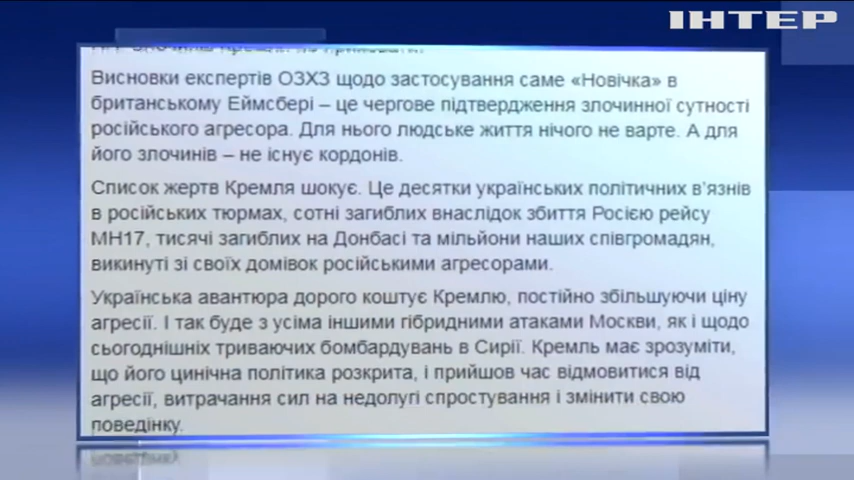 ІНТЕР
Висновки експертів ОЗХЗ щодо застосування саме «Новічка» в
британському Еймсбері – це чергове підтвердження злочинної сутності
російського агресора. Для нього людське життя нічого не варте. А для
його злочинів – не існує кордонів.
Список жертв Кремля шокує. Це десятки українських політичних в'язнів
в російських тюрмах, сотні загиблих внаслідок збиття Росією рейсу
МН17, тисячі загиблих на Донбасі та мільйони наших співгромадян,
викинуті зі своїх домівок російськими агресорами.
Українська авантюра дорого коштує Кремлю, постійно збільшуючи ціну
агресії. І так буде з усіма іншими гібридними атаками Москви, як і щодо
сьогоднішніх триваючих бомбардувань в Сирії. Кремль має зрозуміти,
що його цинічна політика розкрита, і прийшов час відмовитися від
агресії, витрачання сил на недолугі спростування і змінити свою
поведінку.